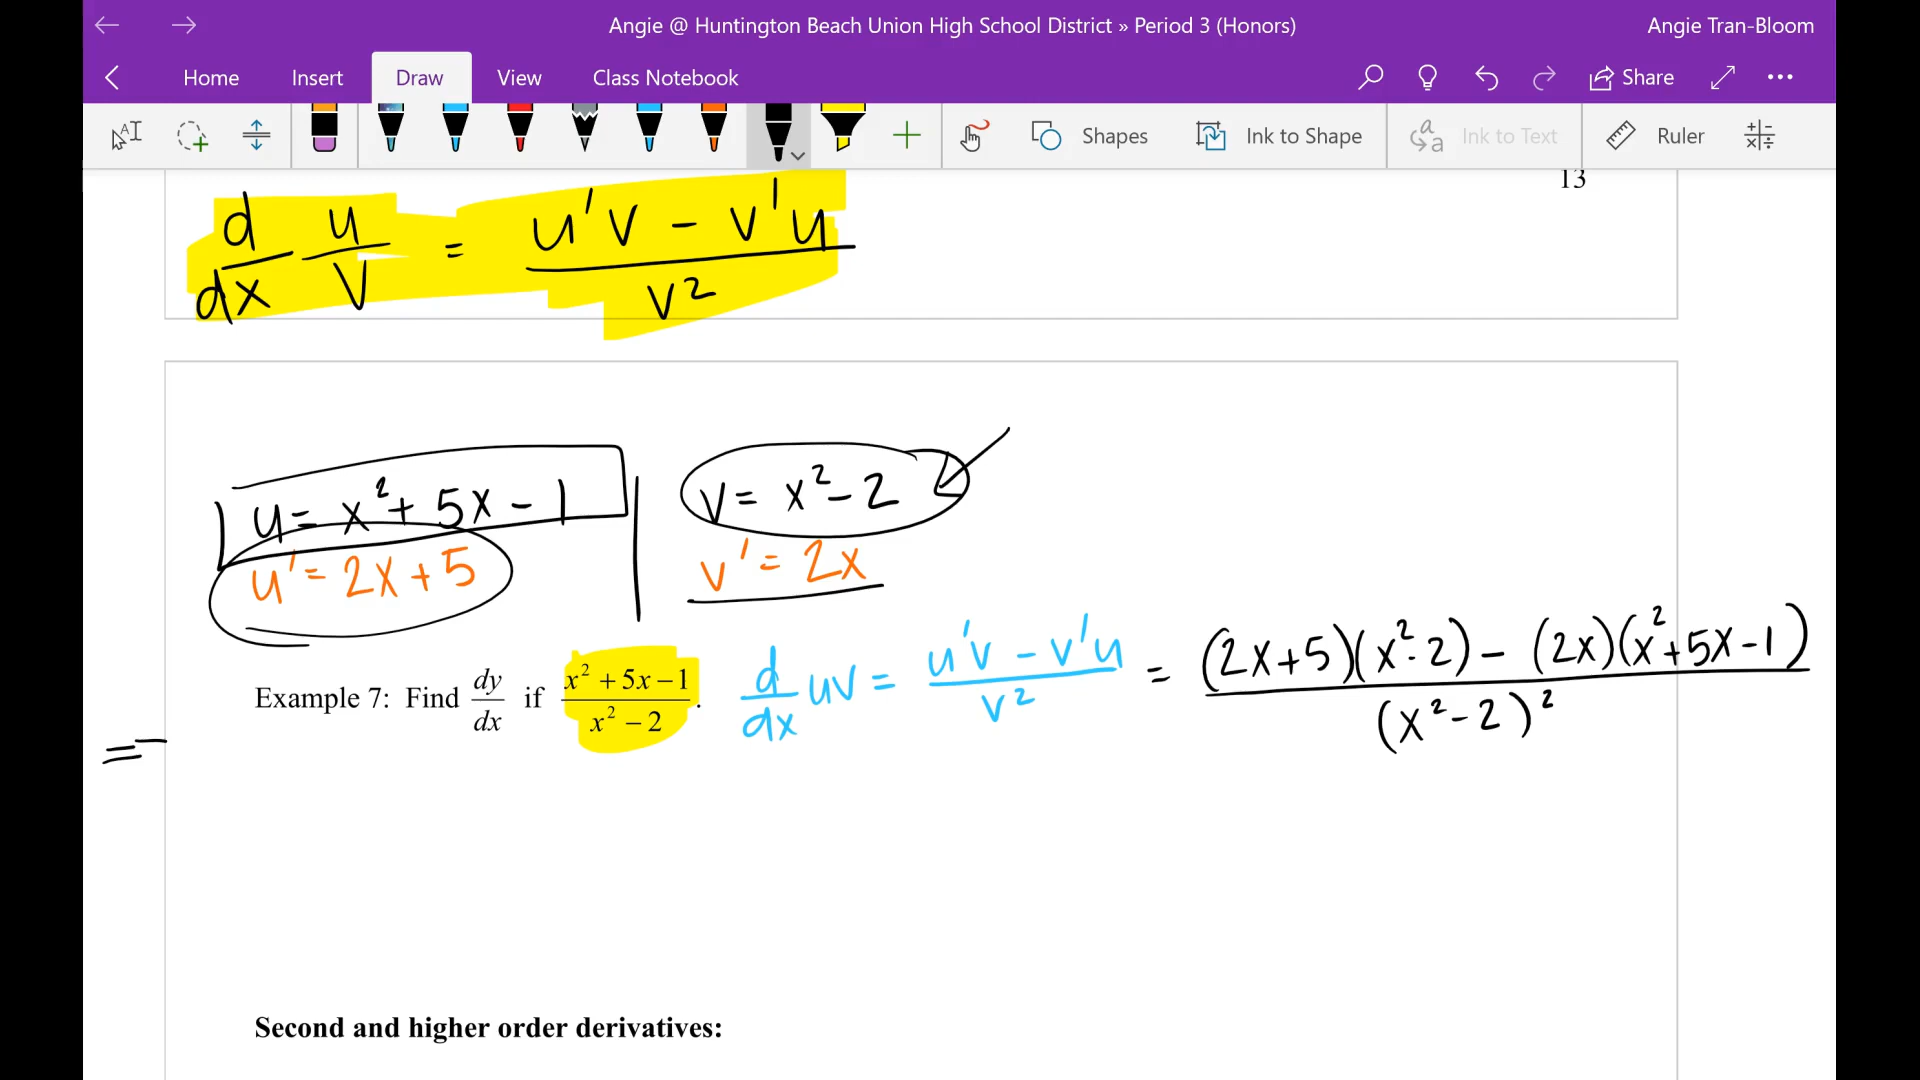 Angie @ Huntington Beach Union High School District » Period 3 (Honors)
Angie Tran-Bloom
Home Insert Draw View Class Notebook Share
Shapes Ink to Shape Ink to Text Ruler
13
d/dx u/v = (u'v - v'u)/v²
u = x² + 5x - 1
v = x² - 2
u' = 2x + 5
v' = 2x
Example 7: Find dy/dx if (x² + 5x − 1)/(x² − 2).
d/dx uv = (u'v - v'u)/v² = ((2x+5)(x²-2) - (2x)(x²+5x-1))/(x²-2)²
=
Second and higher order derivatives: